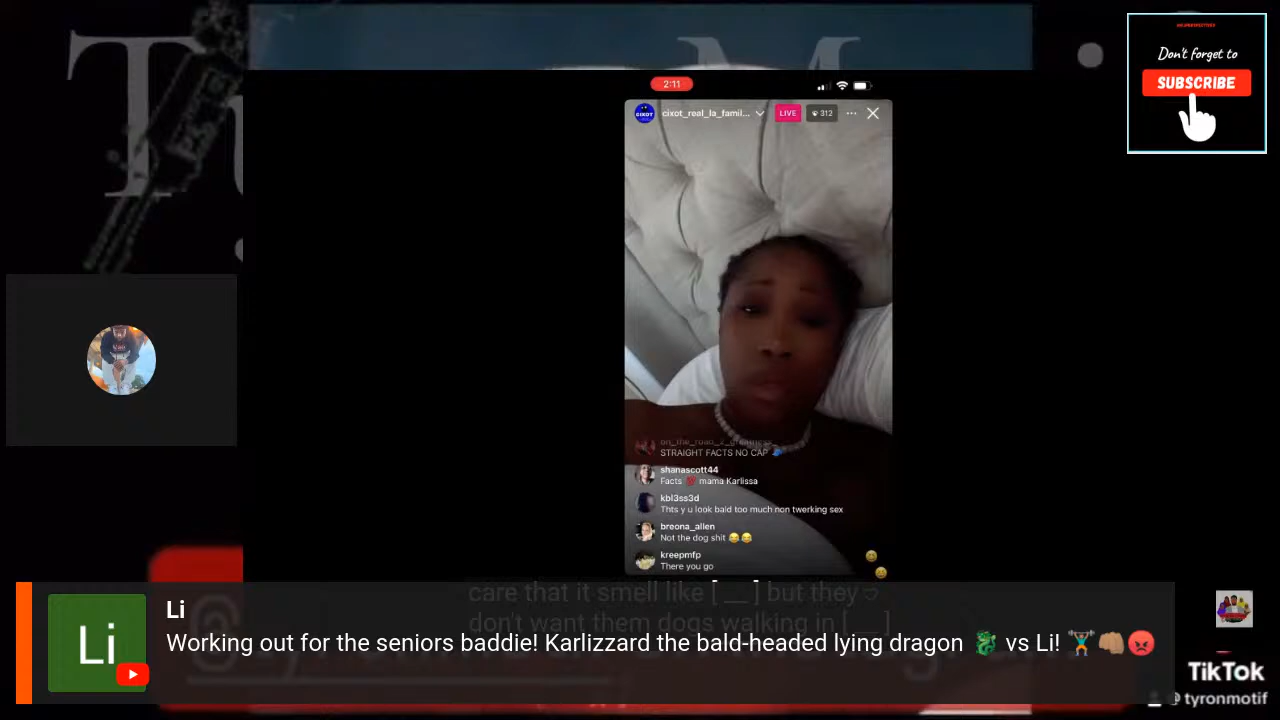 Don't forget to
SUBSCRIBE
2:11
CIXOT
cixot_real_la_famil...
LIVE
312
on_the_road_2_greatness_
STRAIGHT FACTS NO CAP
shanascott44
Facts 💯 mama Karlissa
kbl3ss3d
Thts y u look bald too much non twerking sex
breona_allen
Not the dog shit 😂😂
kreepmfp
There you go
care that it smell like [ __ ] but they
don't want them dogs walking in [ __ ]
Li
Li
Working out for the seniors baddie! Karlizzard the bald-headed lying dragon 🐉 vs Li! 🏋🏽👊🏽😡
TikTok
@tyronmotif